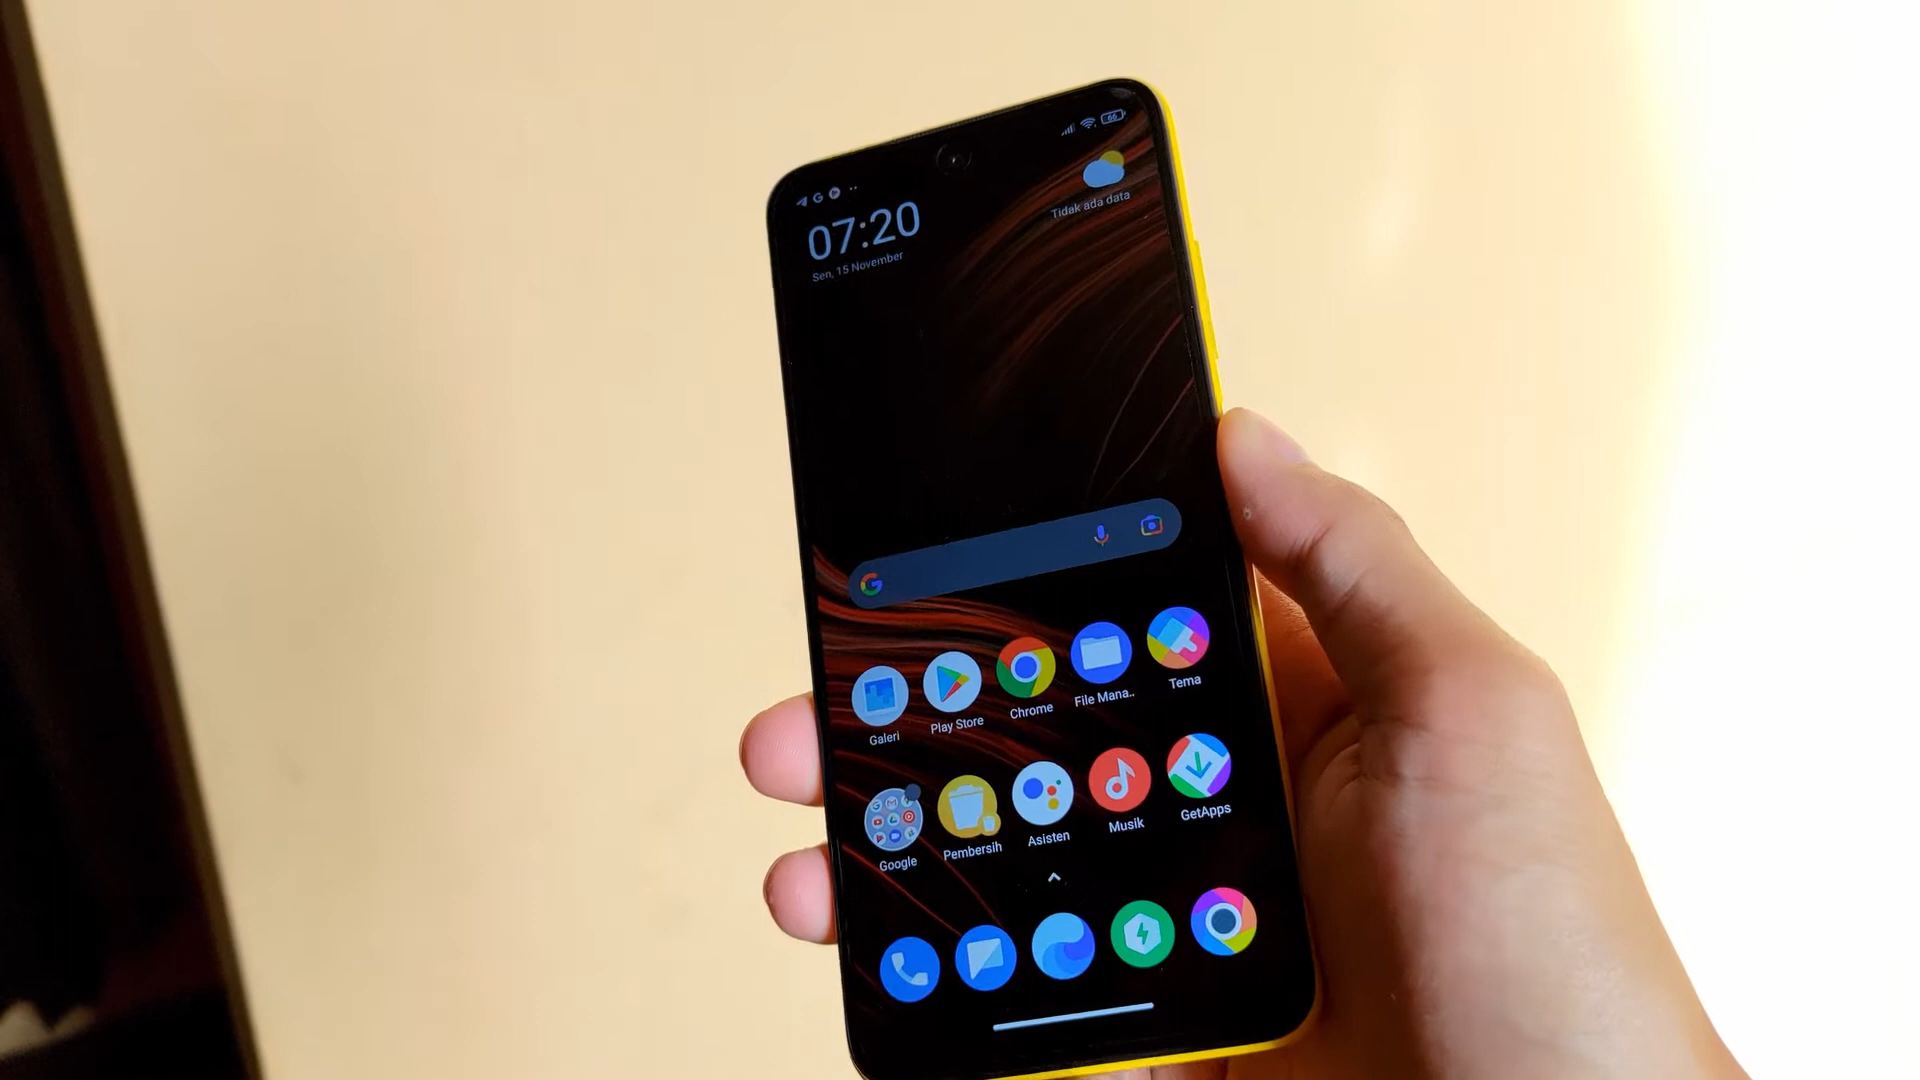 66
07:20
Sen, 15 November
Tidak ada data
Galeri
Play Store
Chrome
File Mana..
Tema
Google
Pembersih
Asisten
Musik
GetApps